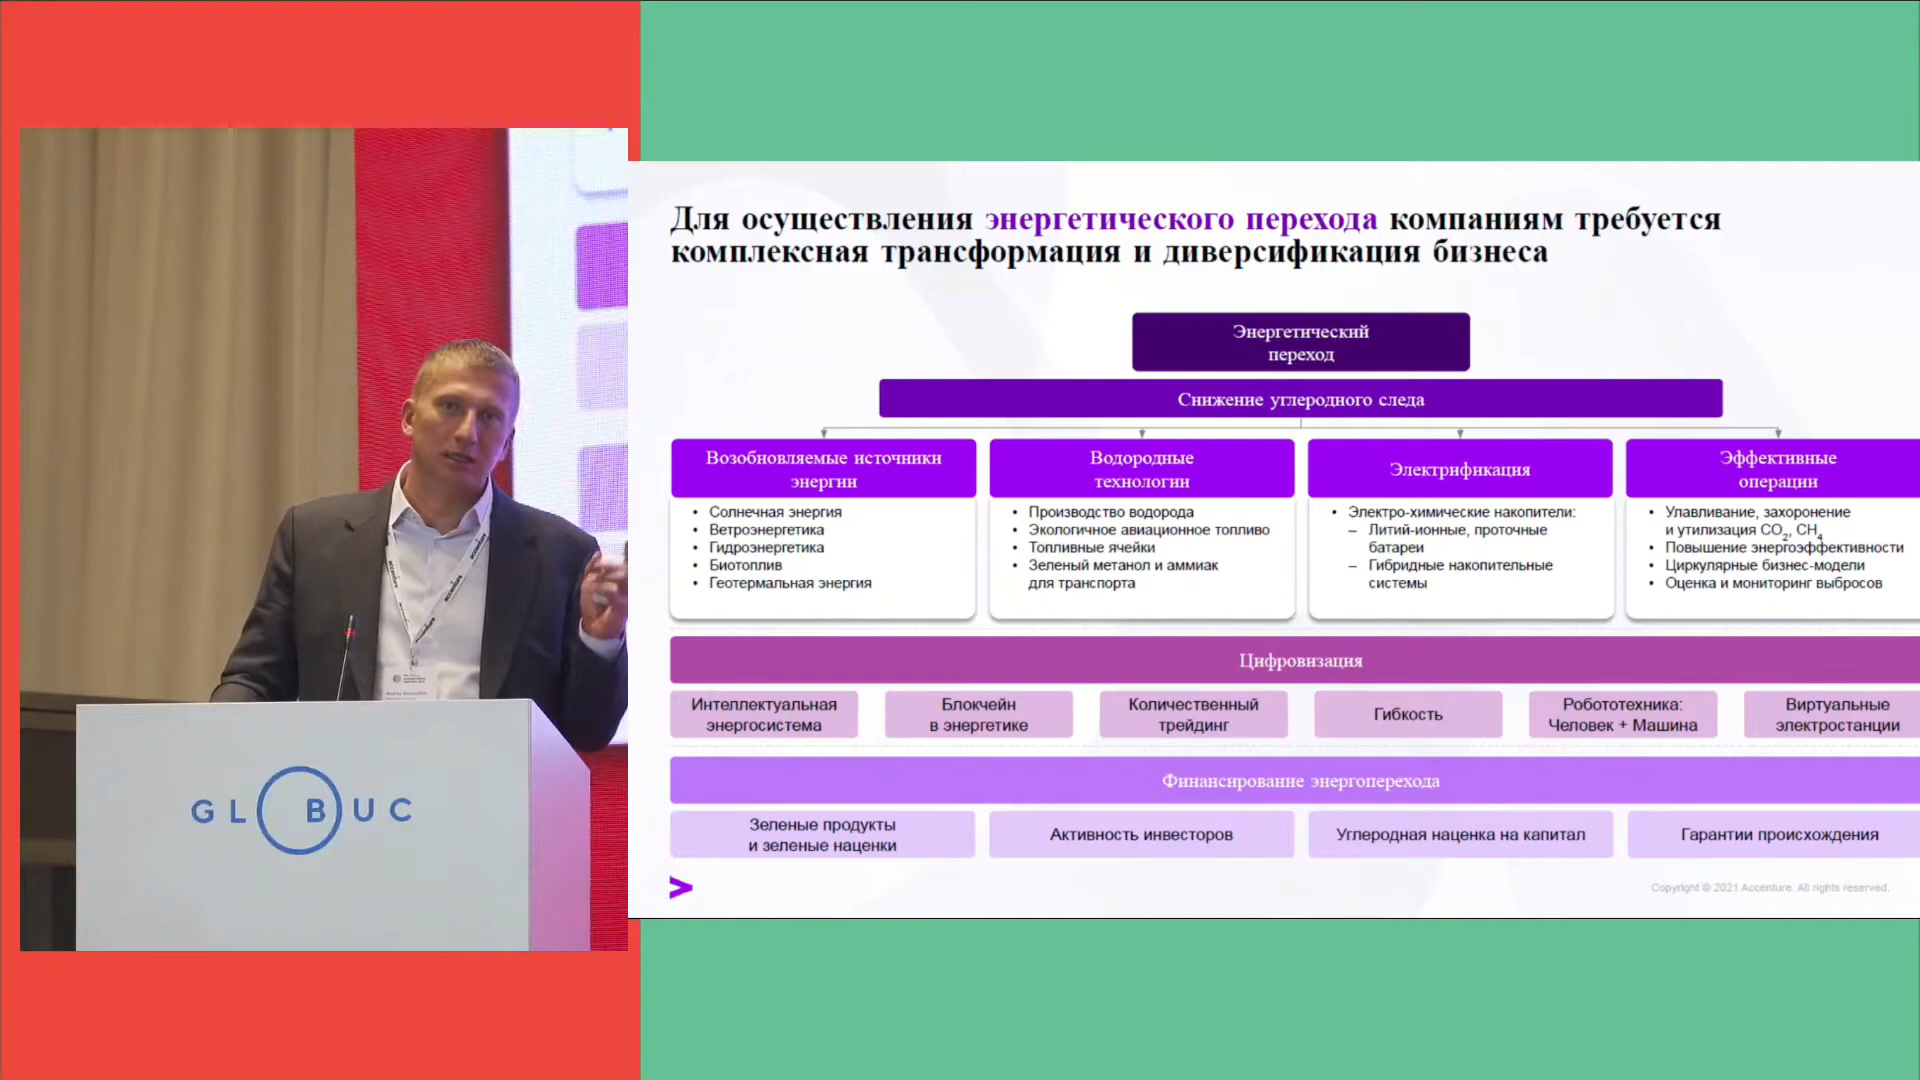 Для осуществления энергетического перехода компаниям требуется
комплексная трансформация и диверсификация бизнеса
Энергетический
переход
Снижение углеродного следа
Возобновляемые источники
энергии
• Солнечная энергия
• Ветроэнергетика
• Гидроэнергетика
• Биотоплив
• Геотермальная энергия
Водородные
технологии
• Производство водорода
• Экологичное авиационное топливо
• Топливные ячейки
• Зеленый метанол и аммиак
для транспорта
Электрификация
• Электро-химические накопители:
– Литий-ионные, проточные
батареи
– Гибридные накопительные
системы
Эффективные
операции
• Улавливание, захоронение
и утилизация CO2, CH4
• Повышение энергоэффективности
• Циркулярные бизнес-модели
• Оценка и мониторинг выбросов
Цифровизация
Интеллектуальная
энергосистема
Блокчейн
в энергетике
Количественный
трейдинг
Гибкость
Робототехника:
Человек + Машина
Виртуальные
электростанции
Финансирование энергоперехода
Зеленые продукты
и зеленые наценки
Активность инвесторов
Углеродная наценка на капитал
Гарантии происхождения
Copyright © 2021 Accenture. All rights reserved.
accenture
GLOBUC